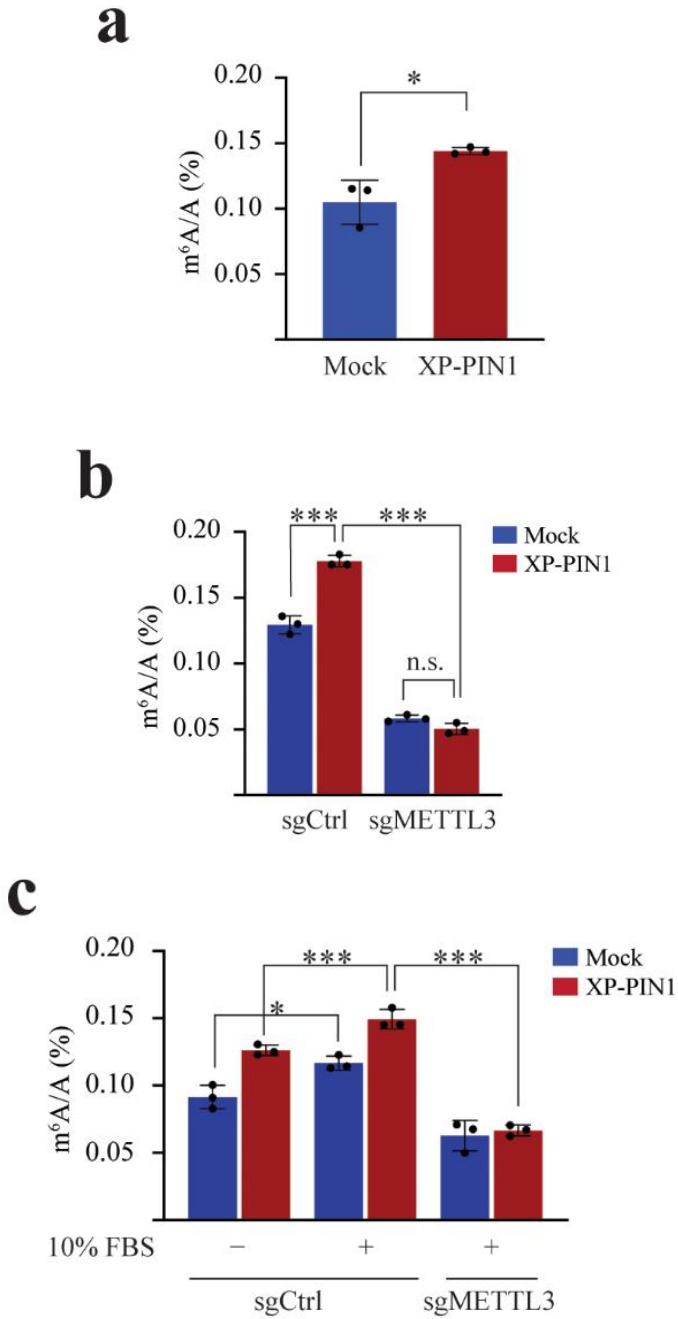 a
m⁶A/A (%)
0.20
0.15
0.10
0.05
*
Mock XP-PIN1
b
m⁶A/A (%)
0.20
0.15
0.10
0.05
*** ***
n.s.
Mock
XP-PIN1
sgCtrl sgMETTL3
c
m⁶A/A (%)
0.20
0.15
0.10
0.05
*** ***
*
Mock
XP-PIN1
10% FBS − + +
sgCtrl sgMETTL3